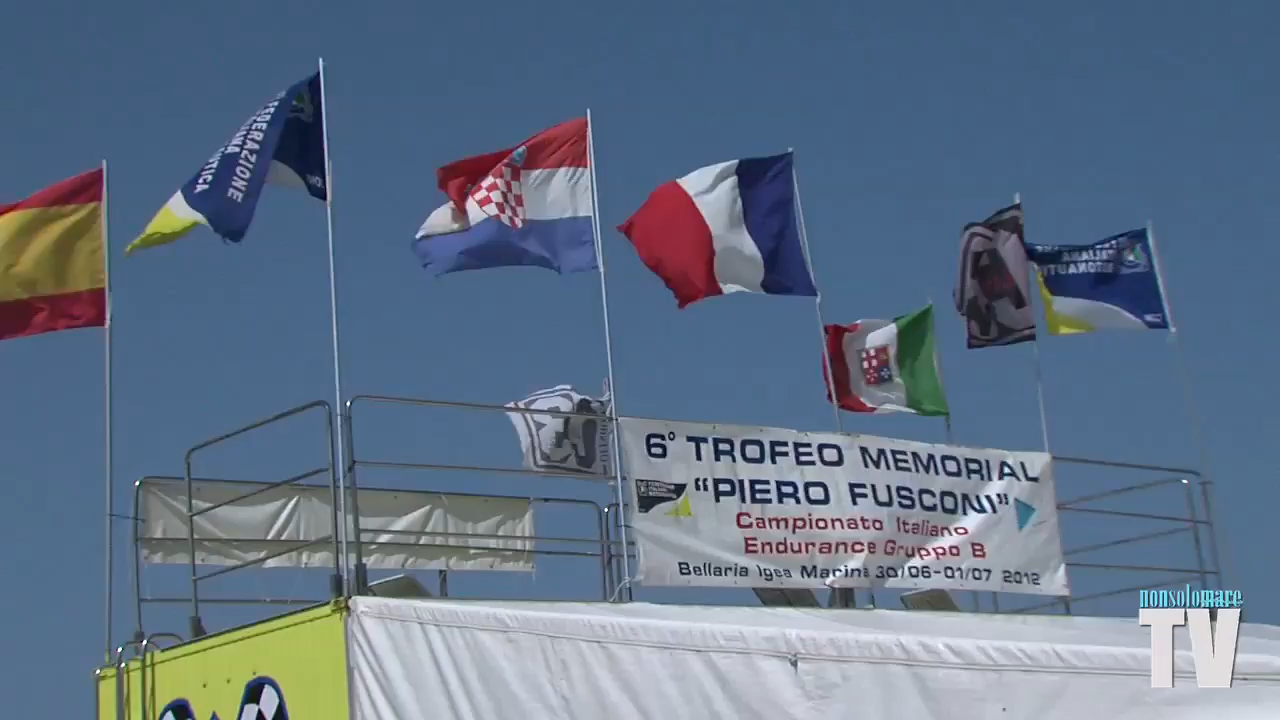 FEDERAZIONE
6° TROFEO MEMORIAL
"PIERO FUSCONI"
Campionato Italiano
Endurance Gruppo B
Bellaria Igea Marina 30/06-01/07 2012
nonsolomare
TV